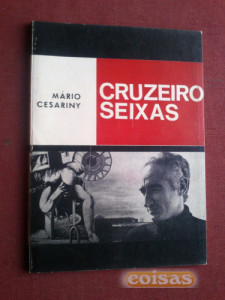 MÁRIO
CESARINY
CRUZEIRO
SEIXAS
coisas